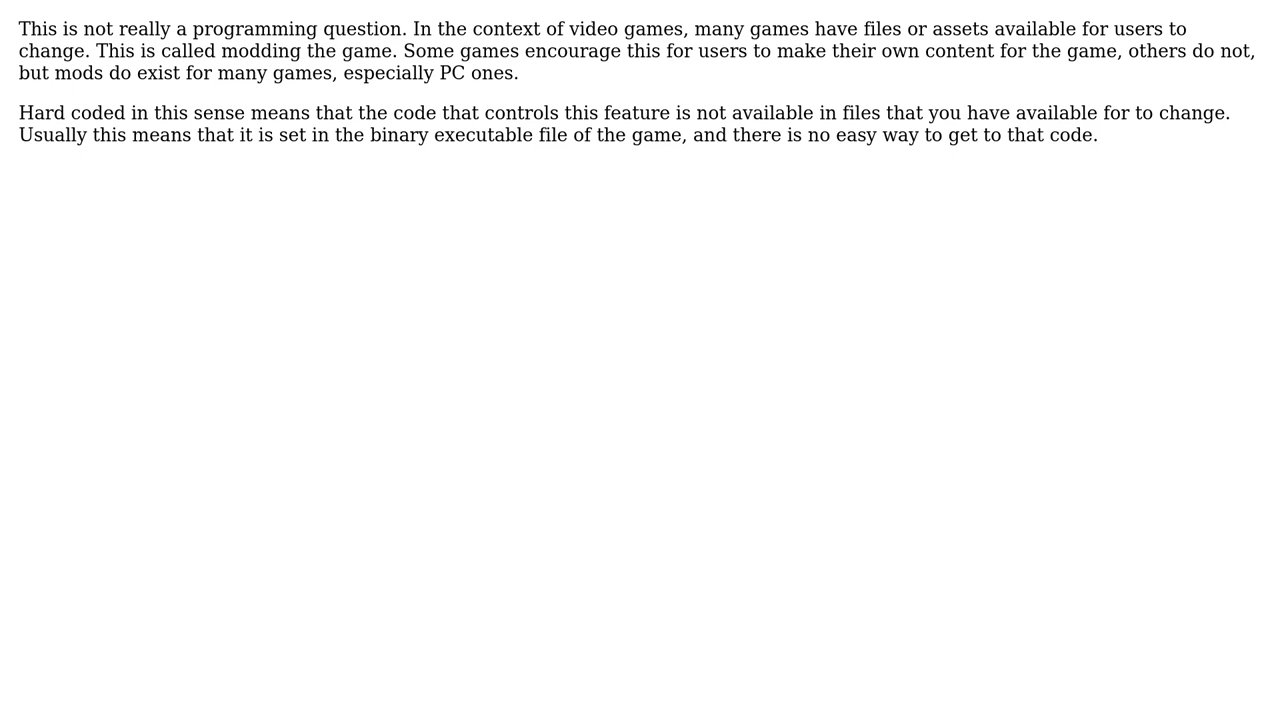 This is not really a programming question. In the context of video games, many games have files or assets available for users to
change. This is called modding the game. Some games encourage this for users to make their own content for the game, others do not,
but mods do exist for many games, especially PC ones.
Hard coded in this sense means that the code that controls this feature is not available in files that you have available for to change.
Usually this means that it is set in the binary executable file of the game, and there is no easy way to get to that code.